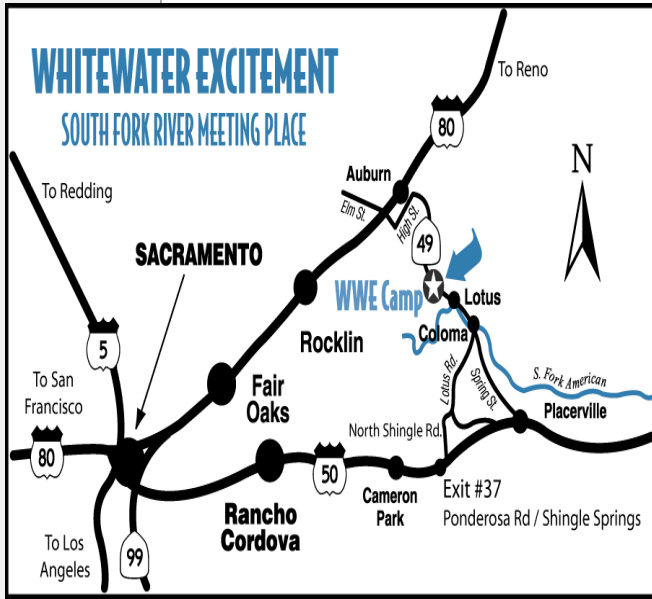 WHITEWATER EXCITEMENT
SOUTH FORK RIVER MEETING PLACE
To Reno
80
Auburn
Elm St.
High St.
N
To Redding
49
SACRAMENTO
WWE Camp
Lotus
Coloma
Rocklin
5
To San
Francisco
Fair
Oaks
Lotus Rd.
Spring St.
S. Fork American
Placerville
North Shingle Rd.
80
50
Cameron
Park
Exit #37
Ponderosa Rd / Shingle Springs
Rancho
Cordova
To Los
Angeles
99